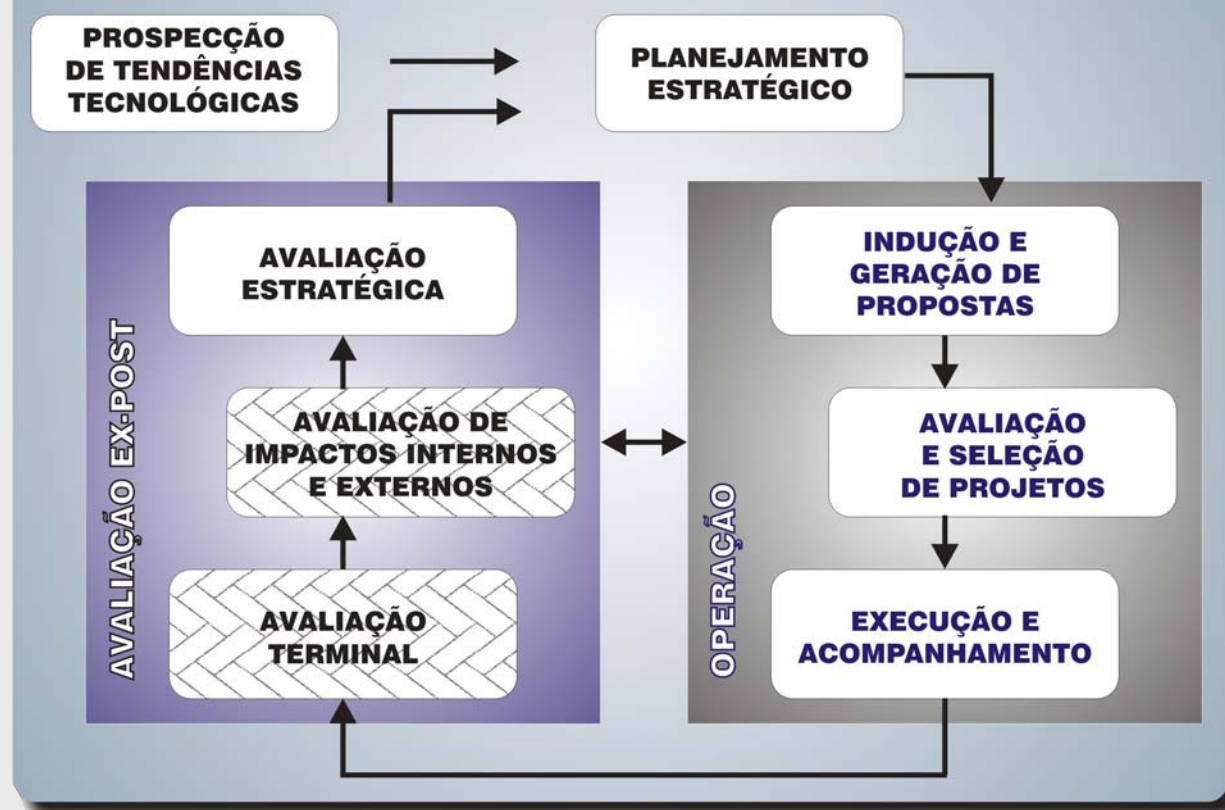 PROSPECÇÃO
DE TENDÊNCIAS
TECNOLÓGICAS
PLANEJAMENTO
ESTRATÉGICO
AVALIAÇÃO EX-POST
AVALIAÇÃO
ESTRATÉGICA
AVALIAÇÃO DE
IMPACTOS INTERNOS
E EXTERNOS
AVALIAÇÃO
TERMINAL
OPERAÇÃO
INDUÇÃO E
GERAÇÃO DE
PROPOSTAS
AVALIAÇÃO
E SELEÇÃO
DE PROJETOS
EXECUÇÃO E
ACOMPANHAMENTO